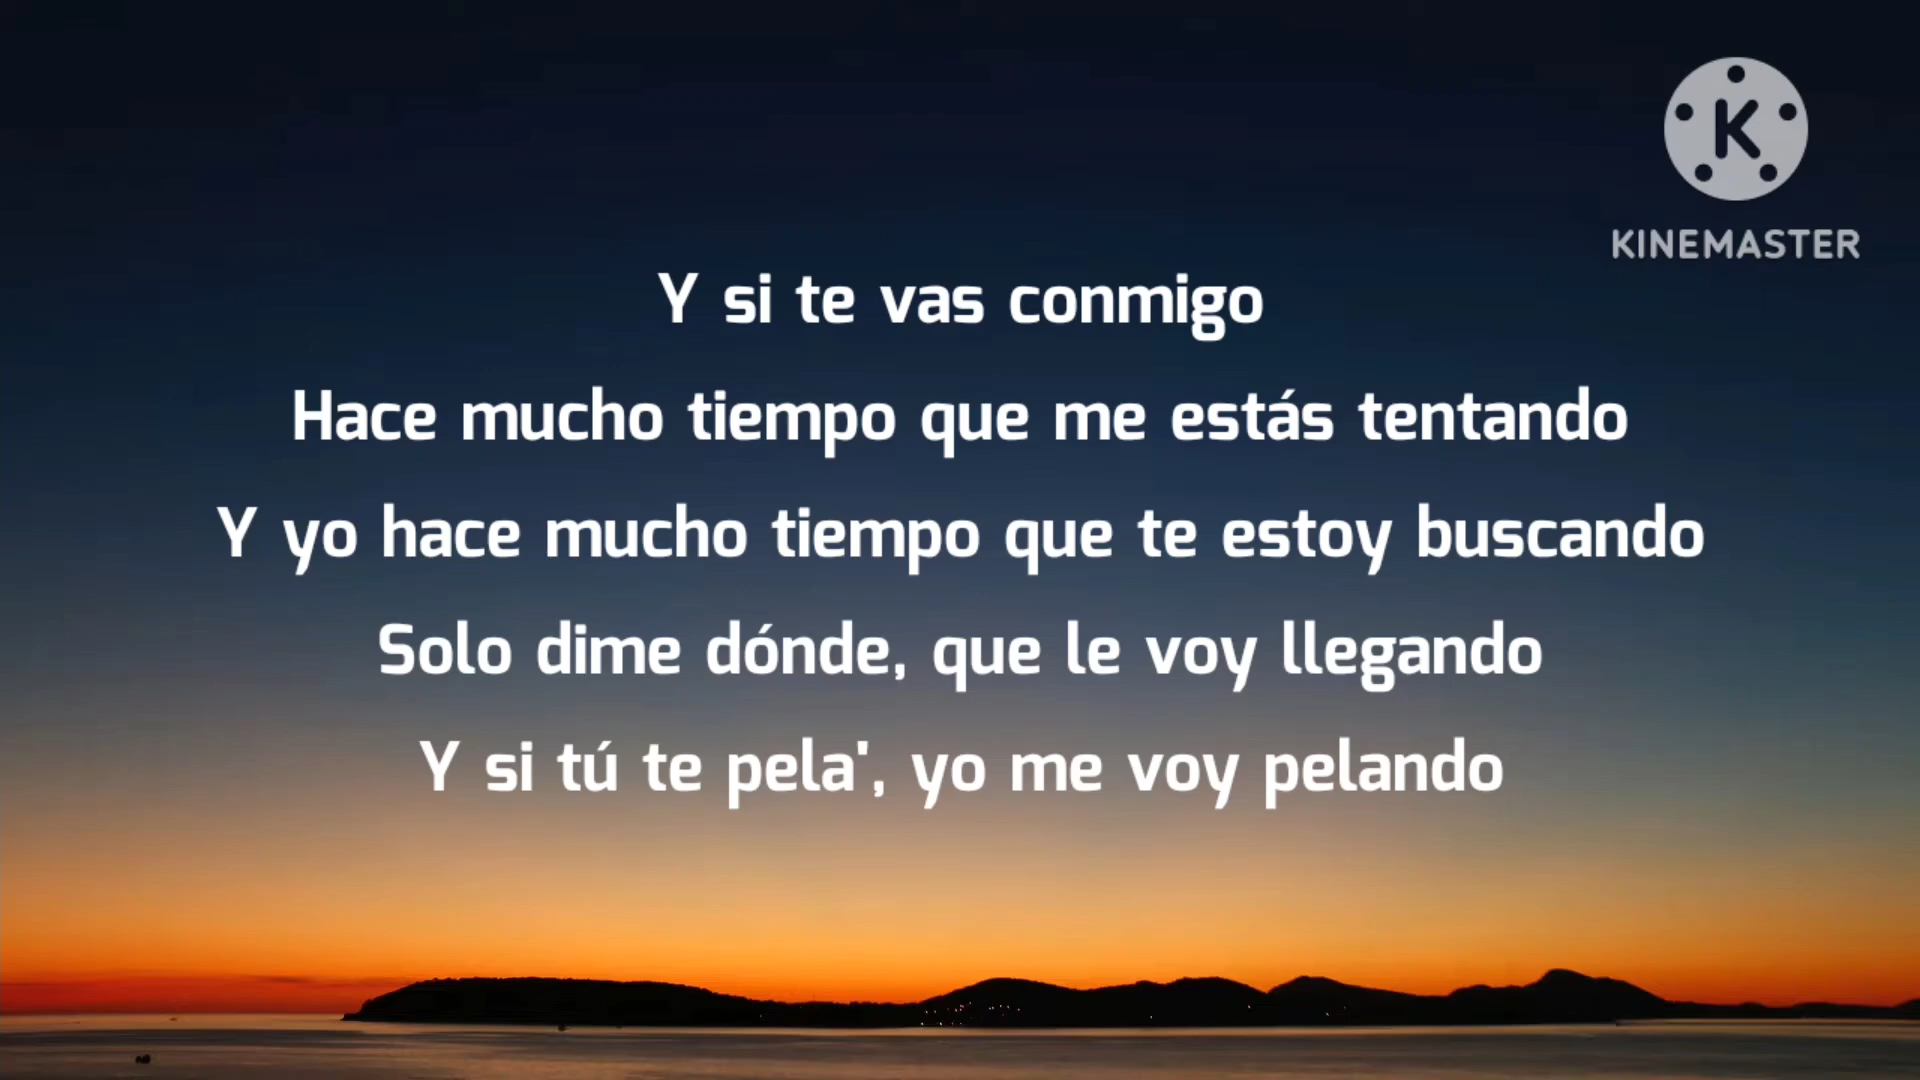 KINEMASTER
Y si te vas conmigo
Hace mucho tiempo que me estás tentando
Y yo hace mucho tiempo que te estoy buscando
Solo dime dónde, que le voy llegando
Y si tú te pela', yo me voy pelando